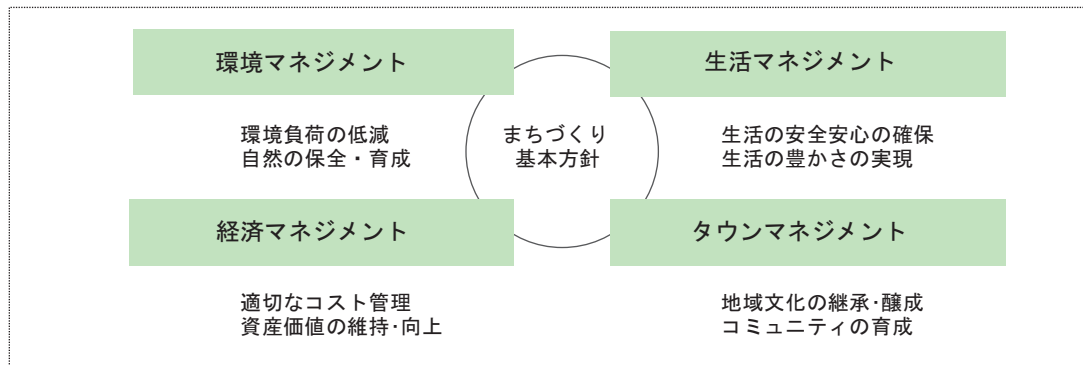 環境マネジメント
環境負荷の低減
自然の保全・育成
まちづくり
基本方針
生活マネジメント
生活の安全安心の確保
生活の豊かさの実現
経済マネジメント
適切なコスト管理
資産価値の維持・向上
タウンマネジメント
地域文化の継承・醸成
コミュニティの育成